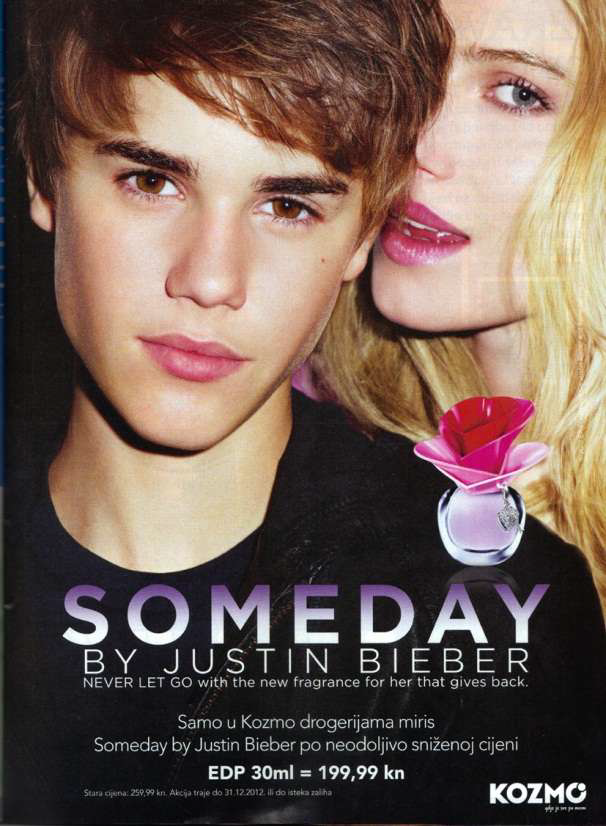 SOMEDAY
BY JUSTIN BIEBER
NEVER LET GO with the new fragrance for her that gives back.
Samo u Kozmo drogerijama miris
Someday by Justin Bieber po neodoljivo sniženoj cijeni
EDP 30ml = 199,99 kn
Stara cijena: 259,99 kn. Akcija traje do 31.12.2012. ili do isteka zaliha
KOZMO